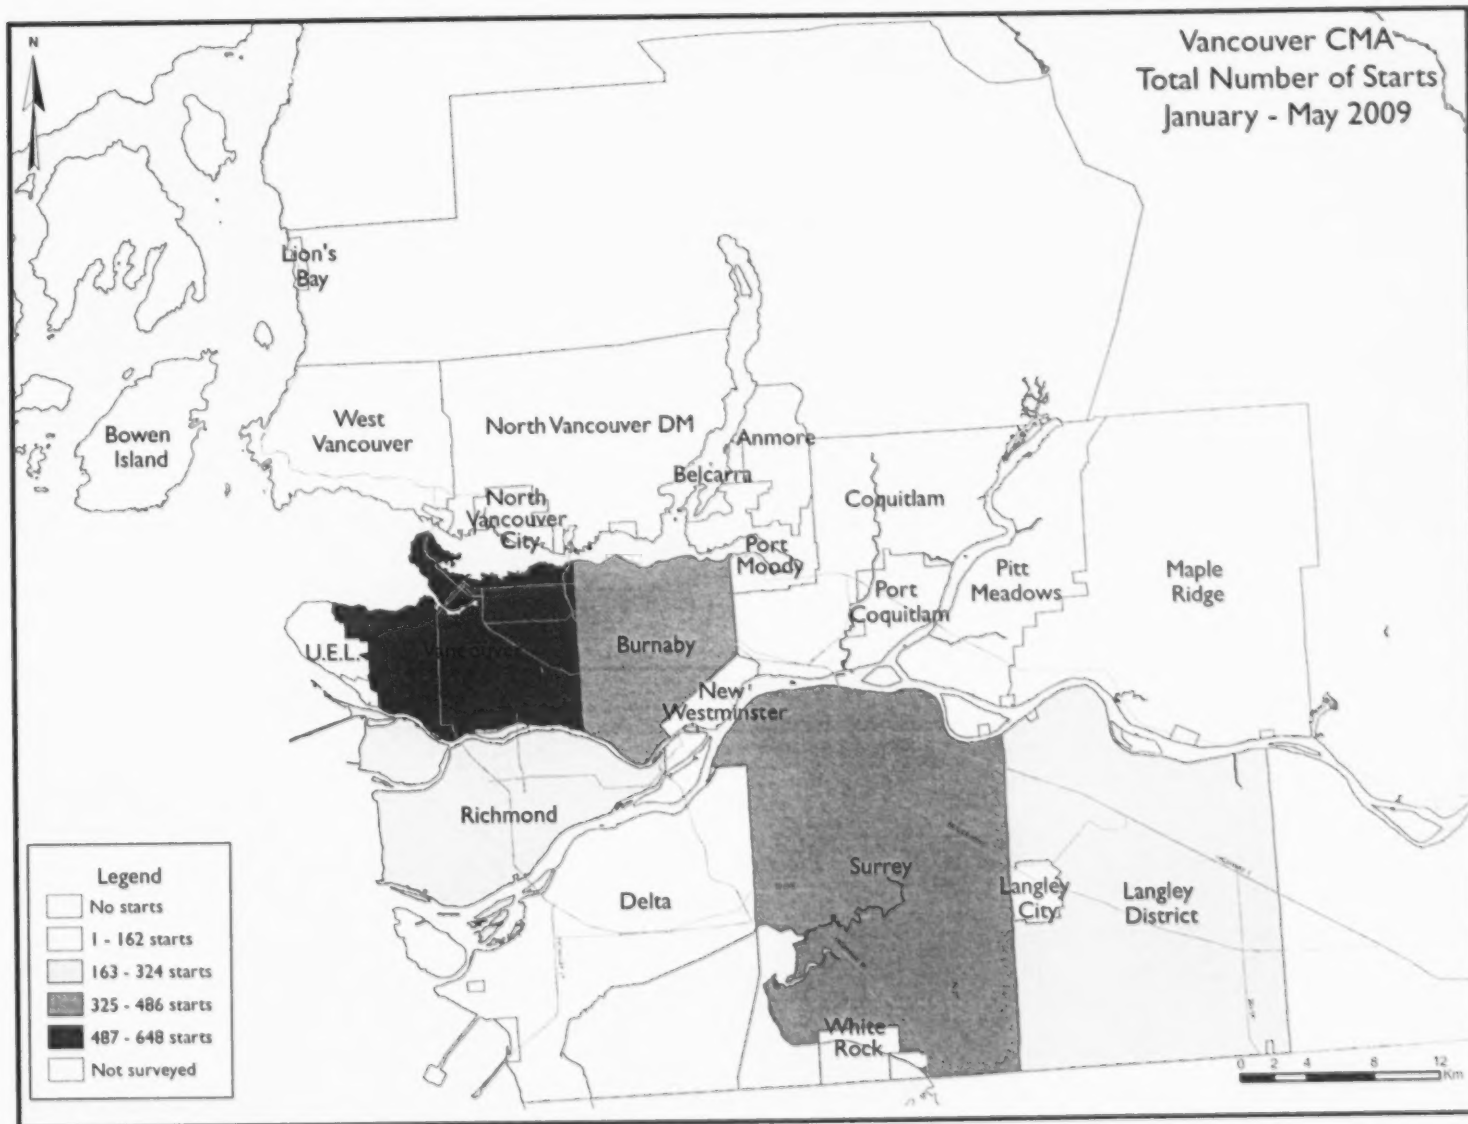 N
Vancouver CMA
Total Number of Starts
January - May 2009
Lion's
Bay
Bowen
Island
West
Vancouver
North Vancouver DM
Anmore
Belcarra
North
Vancouver
City
Coquitlam
Port
Moody
Port
Coquitlam
Pitt
Meadows
Maple
Ridge
U.E.L.
Vancouver
Burnaby
New
Westminster
Richmond
Surrey
Delta
Langley
City
Langley
District
White
Rock
Legend
No starts
1 - 162 starts
163 - 324 starts
325 - 486 starts
487 - 648 starts
Not surveyed
0 2 4 8 12
Km